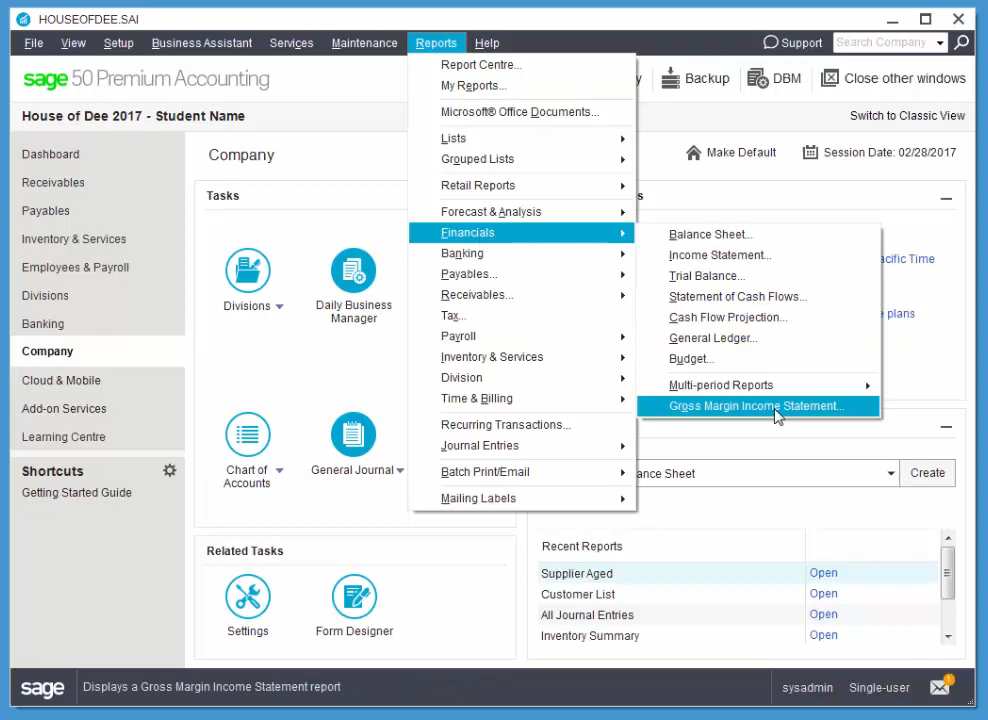 HOUSEOFDEE.SAI
File View Setup Business Assistant Services Maintenance Reports Help Support Search Company
sage 50 Premium Accounting
y Backup DBM Close other windows
House of Dee 2017 - Student Name
Switch to Classic View
Dashboard
Receivables
Payables
Inventory & Services
Employees & Payroll
Divisions
Banking
Company
Cloud & Mobile
Add-on Services
Learning Centre
Shortcuts
Getting Started Guide
Company
Make Default
Session Date: 02/28/2017
Tasks
Divisions
Daily Business
Manager
Chart of
Accounts
General Journal
Related Tasks
Settings
Form Designer
Report Centre...
My Reports...
Microsoft® Office Documents...
Lists
Grouped Lists
Retail Reports
Forecast & Analysis
Financials
Banking
Payables...
Receivables...
Tax...
Payroll
Inventory & Services
Division
Time & Billing
Recurring Transactions...
Journal Entries
Batch Print/Email
Mailing Labels
Balance Sheet...
Income Statement...
Trial Balance...
Statement of Cash Flows...
Cash Flow Projection...
General Ledger...
Budget...
Multi-period Reports
Gross Margin Income Statement...
s
acific Time
e plans
ance Sheet
Create
Recent Reports
Supplier Aged Open
Customer List Open
All Journal Entries Open
Inventory Summary Open
sage
Displays a Gross Margin Income Statement report
sysadmin Single-user
1